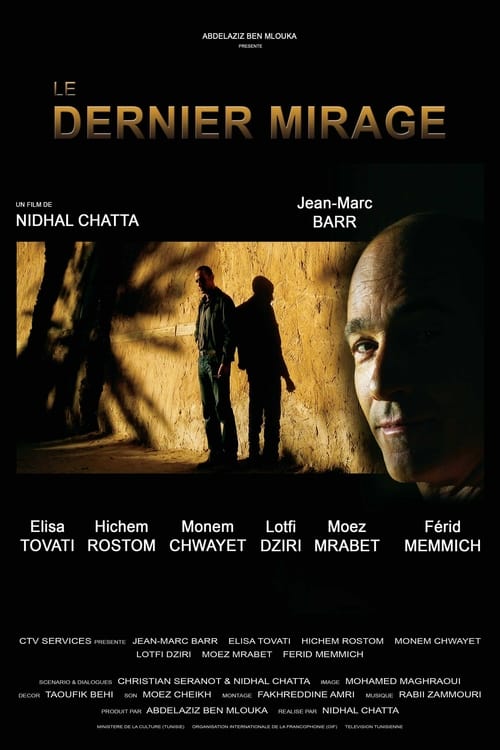 ABDELAZIZ BEN MLOUKA
PRESENTE
LE
DERNIER MIRAGE
UN FILM DE
NIDHAL CHATTA
Jean-Marc
BARR
Elisa Hichem Monem Lotfi Moez Férid
TOVATI ROSTOM CHWAYET DZIRI MRABET MEMMICH
CTV SERVICES PRESENTE JEAN-MARC BARR ELISA TOVATI HICHEM ROSTOM MONEM CHWAYET
LOTFI DZIRI MOEZ MRABET FERID MEMMICH
SCENARIO & DIALOGUES CHRISTIAN SERANOT & NIDHAL CHATTA IMAGE MOHAMED MAGHRAOUI
DECOR TAOUFIK BEHI SON MOEZ CHEIKH MONTAGE FAKHREDDINE AMRI MUSIQUE RABII ZAMMOURI
PRODUIT PAR ABDELAZIZ BEN MLOUKA REALISE PAR NIDHAL CHATTA
MINISTERE DE LA CULTURE (TUNISIE) ORGANISATION INTERNATIONALE DE LA FRANCOPHONIE (OIF) TELEVISION TUNISIENNE